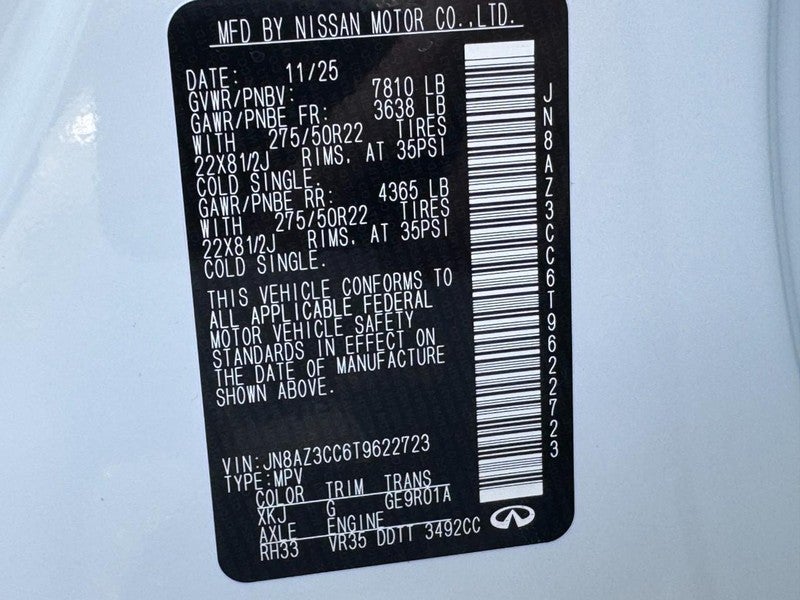 MFD BY NISSAN MOTOR CO.,LTD.
DATE: 11/25
GVWR/PNBV: 7810 LB
GAWR/PNBE FR: 3638 LB
WITH 275/50R22 TIRES
22X81/2J RIMS, AT 35PSI
COLD SINGLE.
GAWR/PNBE RR: 4365 LB
WITH 275/50R22 TIRES
22X81/2J RIMS, AT 35PSI
COLD SINGLE.
THIS VEHICLE CONFORMS TO
ALL APPLICABLE FEDERAL
MOTOR VEHICLE SAFETY
STANDARDS IN EFFECT ON
THE DATE OF MANUFACTURE
SHOWN ABOVE.
VIN:JN8AZ3CC6T9622723
TYPE:MPV
COLOR TRIM TRANS
XKJ G GE9R01A
AXLE ENGINE
RH33 VR35 DDTT 3492CC
JN8AZ3CC6T9622723